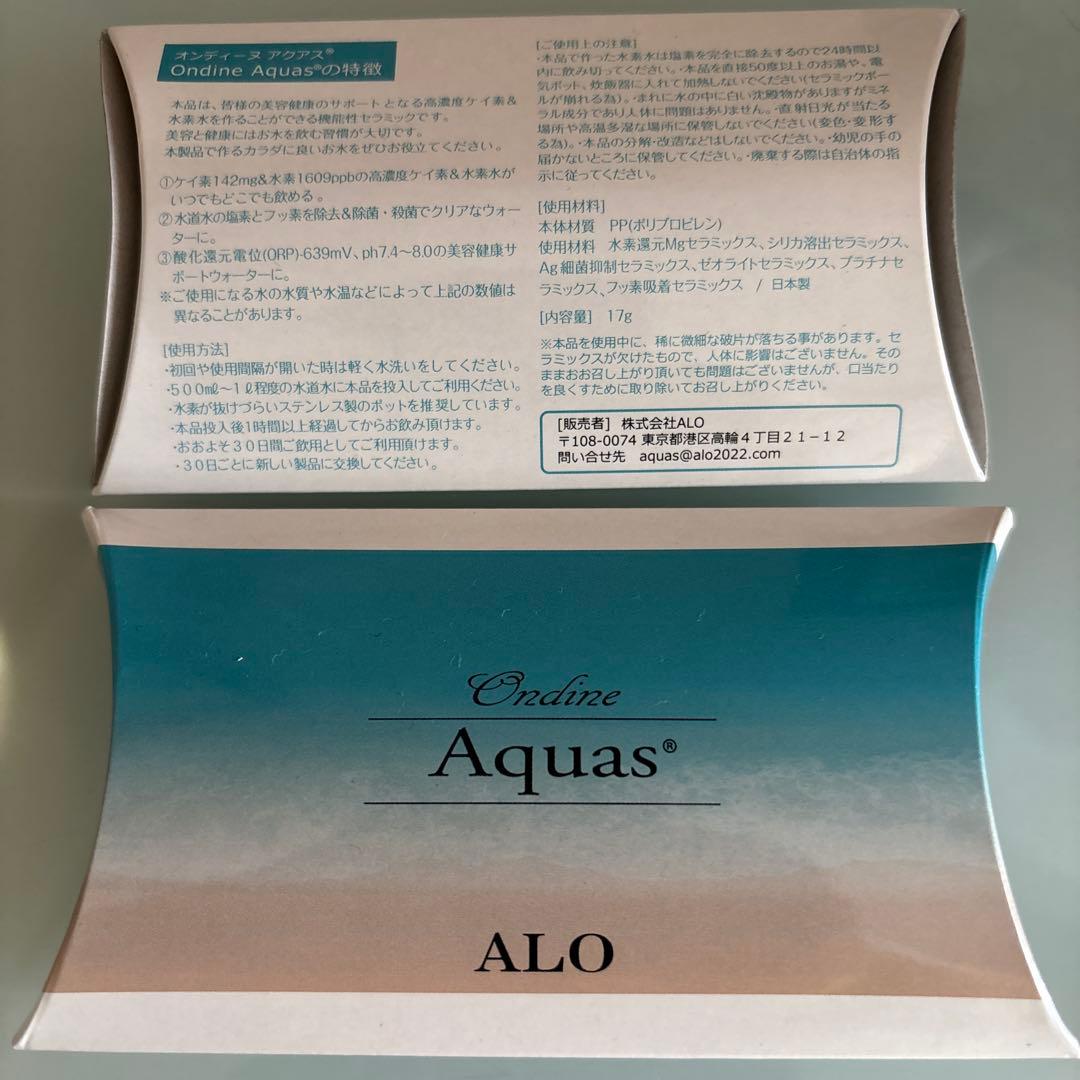 オンディーヌ アクアス®
Ondine Aquas®の特徴
本品は、皆様の美容健康のサポートとなる高濃度ケイ素&
水素水を作ることができる機能性セラミックです。
美容と健康にはお水を飲む習慣が大切です。
本製品で作るカラダに良いお水をぜひお役立てください。
①ケイ素142mg&水素1609ppbの高濃度ケイ素&水素水が
いつでもどこでも飲める。
②水道水の塩素とフッ素を除去&除菌・殺菌でクリアなウォー
ターに。
③酸化還元電位(ORP)-639mV、ph7.4~8.0の美容健康サ
ポートウォーターに。
※ご使用になる水の水質や水温などによって上記の数値は
異なることがあります。
[使用方法]
・初回や使用間隔が開いた時は軽く水洗いをしてください。
・500㎖~1ℓ程度の水道水に本品を投入してご利用ください。
・水素が抜けづらいステンレス製のポットを推奨しています。
・本品投入後1時間以上経過してからお飲み頂けます。
・おおよそ30日間ご飲用としてご利用頂けます。
・30日ごとに新しい製品に交換してください。
[ご使用上の注意]
・本品で作った水素水は塩素を完全に除去するので24時間以
内に飲み切ってください。・本品を直接50度以上のお湯や、電
気ポット、炊飯器に入れて加熱しないでください(セラミックボー
ルが崩れる為)。・まれに水の中に白い沈殿物がありますがミネ
ラル成分であり人体に問題はありません。・直射日光が当たる
場所や高温多湿な場所に保管しないでください(変色・変形す
る為)。・本品の分解・改造などはしないでください。・幼児の手の
届かないところに保管してください。・廃棄する際は自治体の指
示に従ってください。
[使用材料]
本体材質 PP(ポリプロピレン)
使用材料 水素還元Mgセラミックス、シリカ溶出セラミックス、
Ag細菌抑制セラミックス、ゼオライトセラミックス、プラチナセ
ラミックス、フッ素吸着セラミックス / 日本製
[内容量] 17g
※本品を使用中に、稀に微細な破片が落ちる事があります。セ
ラミックスが欠けたもので、人体に影響はございません。その
ままお召し上がり頂いても問題はございませんが、口当たり
を良くすために取り除いてお召し上がりください。
[販売者] 株式会社ALO
〒108-0074 東京都港区高輪4丁目21-12
問い合せ先 aquas@alo2022.com
Ondine
Aquas®
ALO